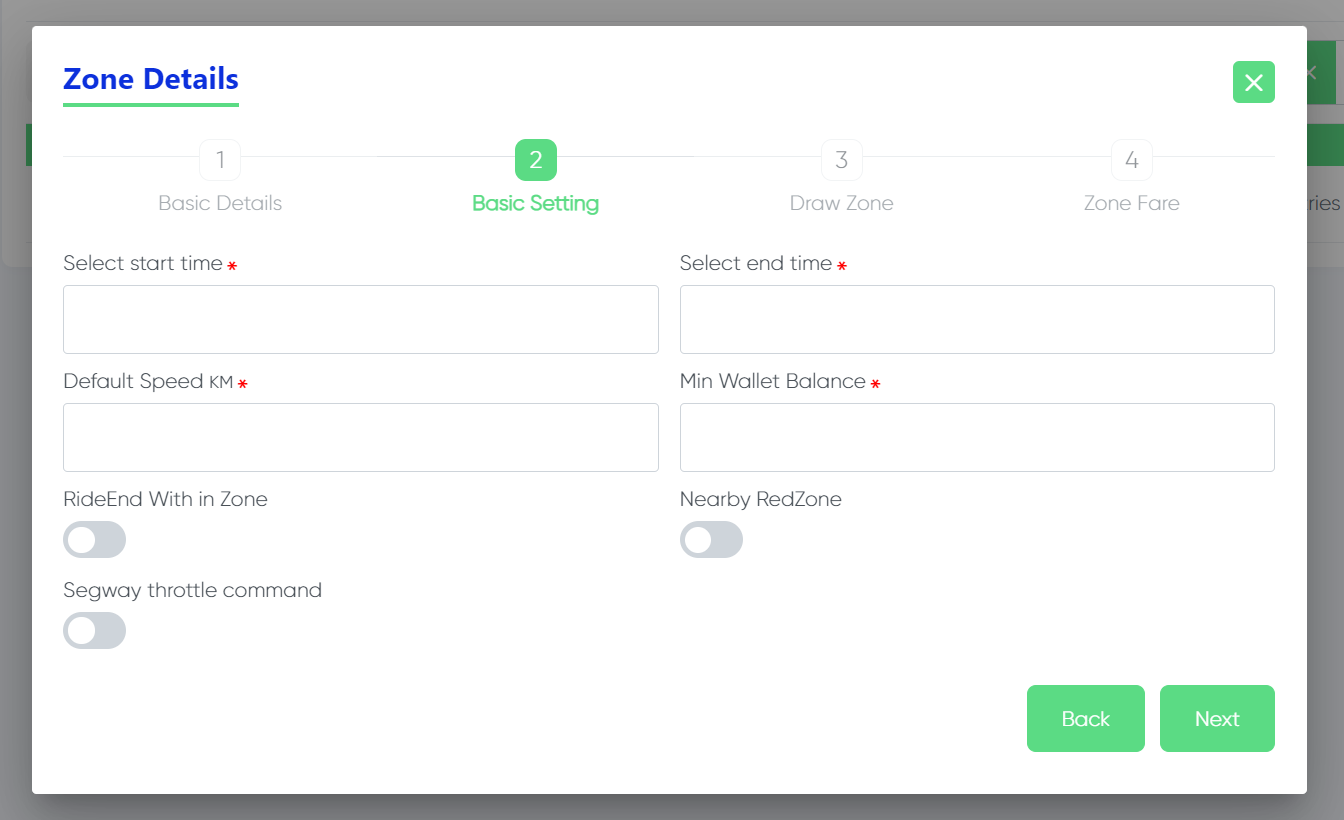 Zone Details
1
2
3
4
Basic Details
Basic Setting
Draw Zone
Zone Fare
ries
Select start time *
Select end time *
Default Speed KM *
Min Wallet Balance *
RideEnd With in Zone
Nearby RedZone
Segway throttle command
Back
Next